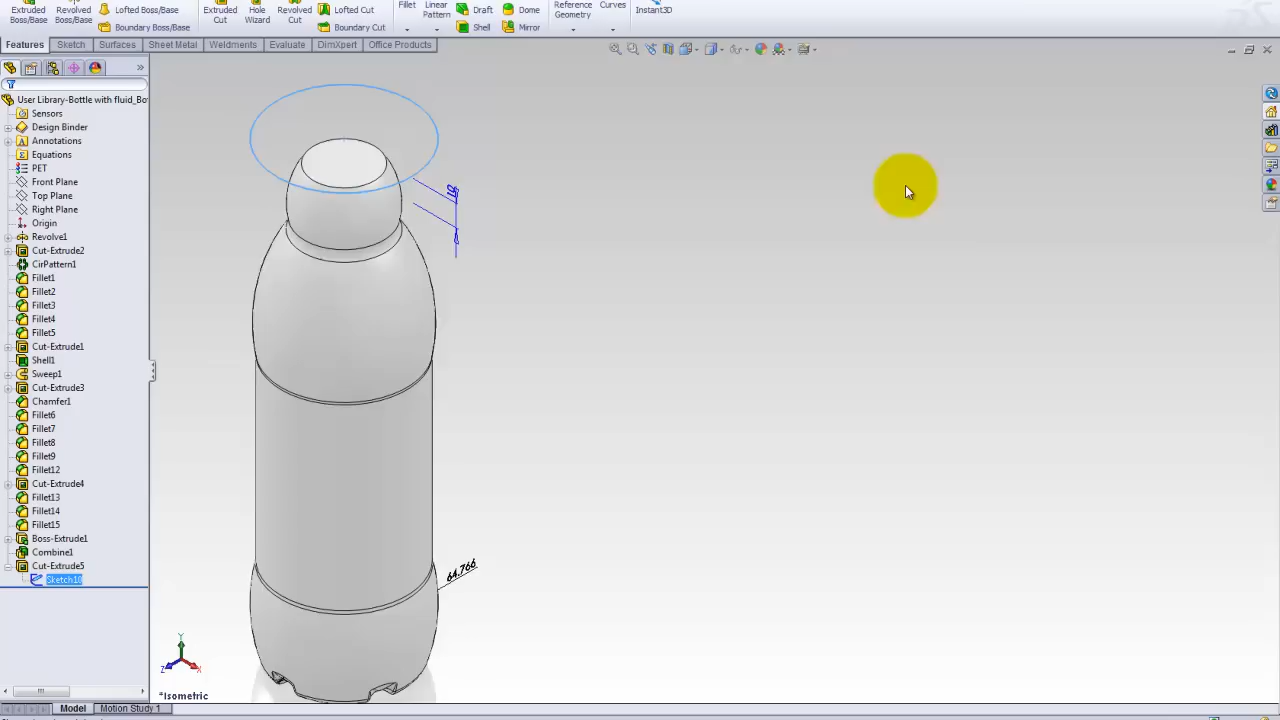 Extruded Boss/Base
Revolved Boss/Base
Lofted Boss/Base
Boundary Boss/Base
Extruded Cut
Hole Wizard
Revolved Cut
Lofted Cut
Boundary Cut
Fillet
Linear Pattern
Draft
Shell
Dome
Mirror
Reference Geometry
Curves
Instant3D
Features Sketch Surfaces Sheet Metal Weldments Evaluate DimXpert Office Products
User Library-Bottle with fluid_Bo
Sensors
Design Binder
Annotations
Equations
PET
Front Plane
Top Plane
Right Plane
Origin
Revolve1
Cut-Extrude2
CirPattern1
Fillet1
Fillet2
Fillet3
Fillet4
Fillet5
Cut-Extrude1
Shell1
Sweep1
Cut-Extrude3
Chamfer1
Fillet6
Fillet7
Fillet8
Fillet9
Fillet12
Cut-Extrude4
Fillet13
Fillet14
Fillet15
Boss-Extrude1
Combine1
Cut-Extrude5
Sketch10
64,766
Y
Z
X
*Isometric
Model Motion Study 1